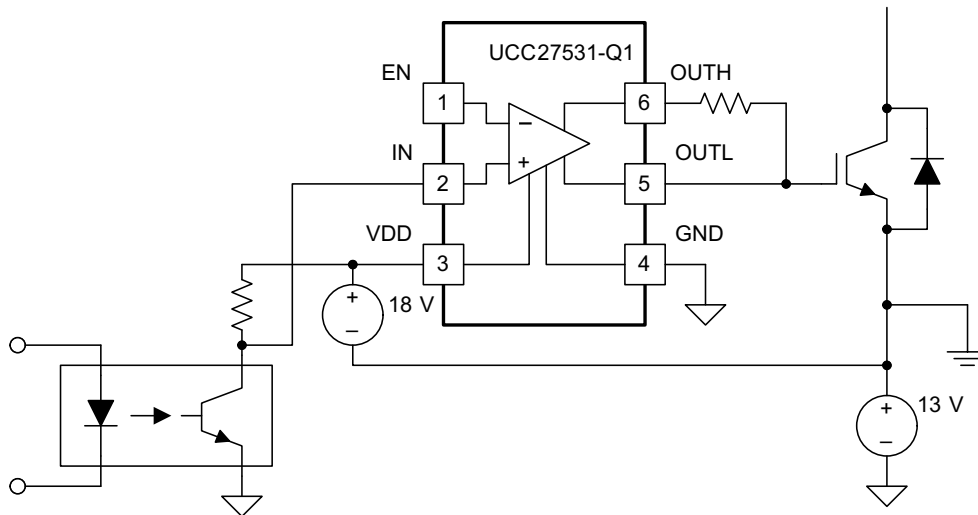 UCC27531-Q1
EN
OUTH
1
6
IN
OUTL
2
5
VDD
GND
3
4
18 V
13 V